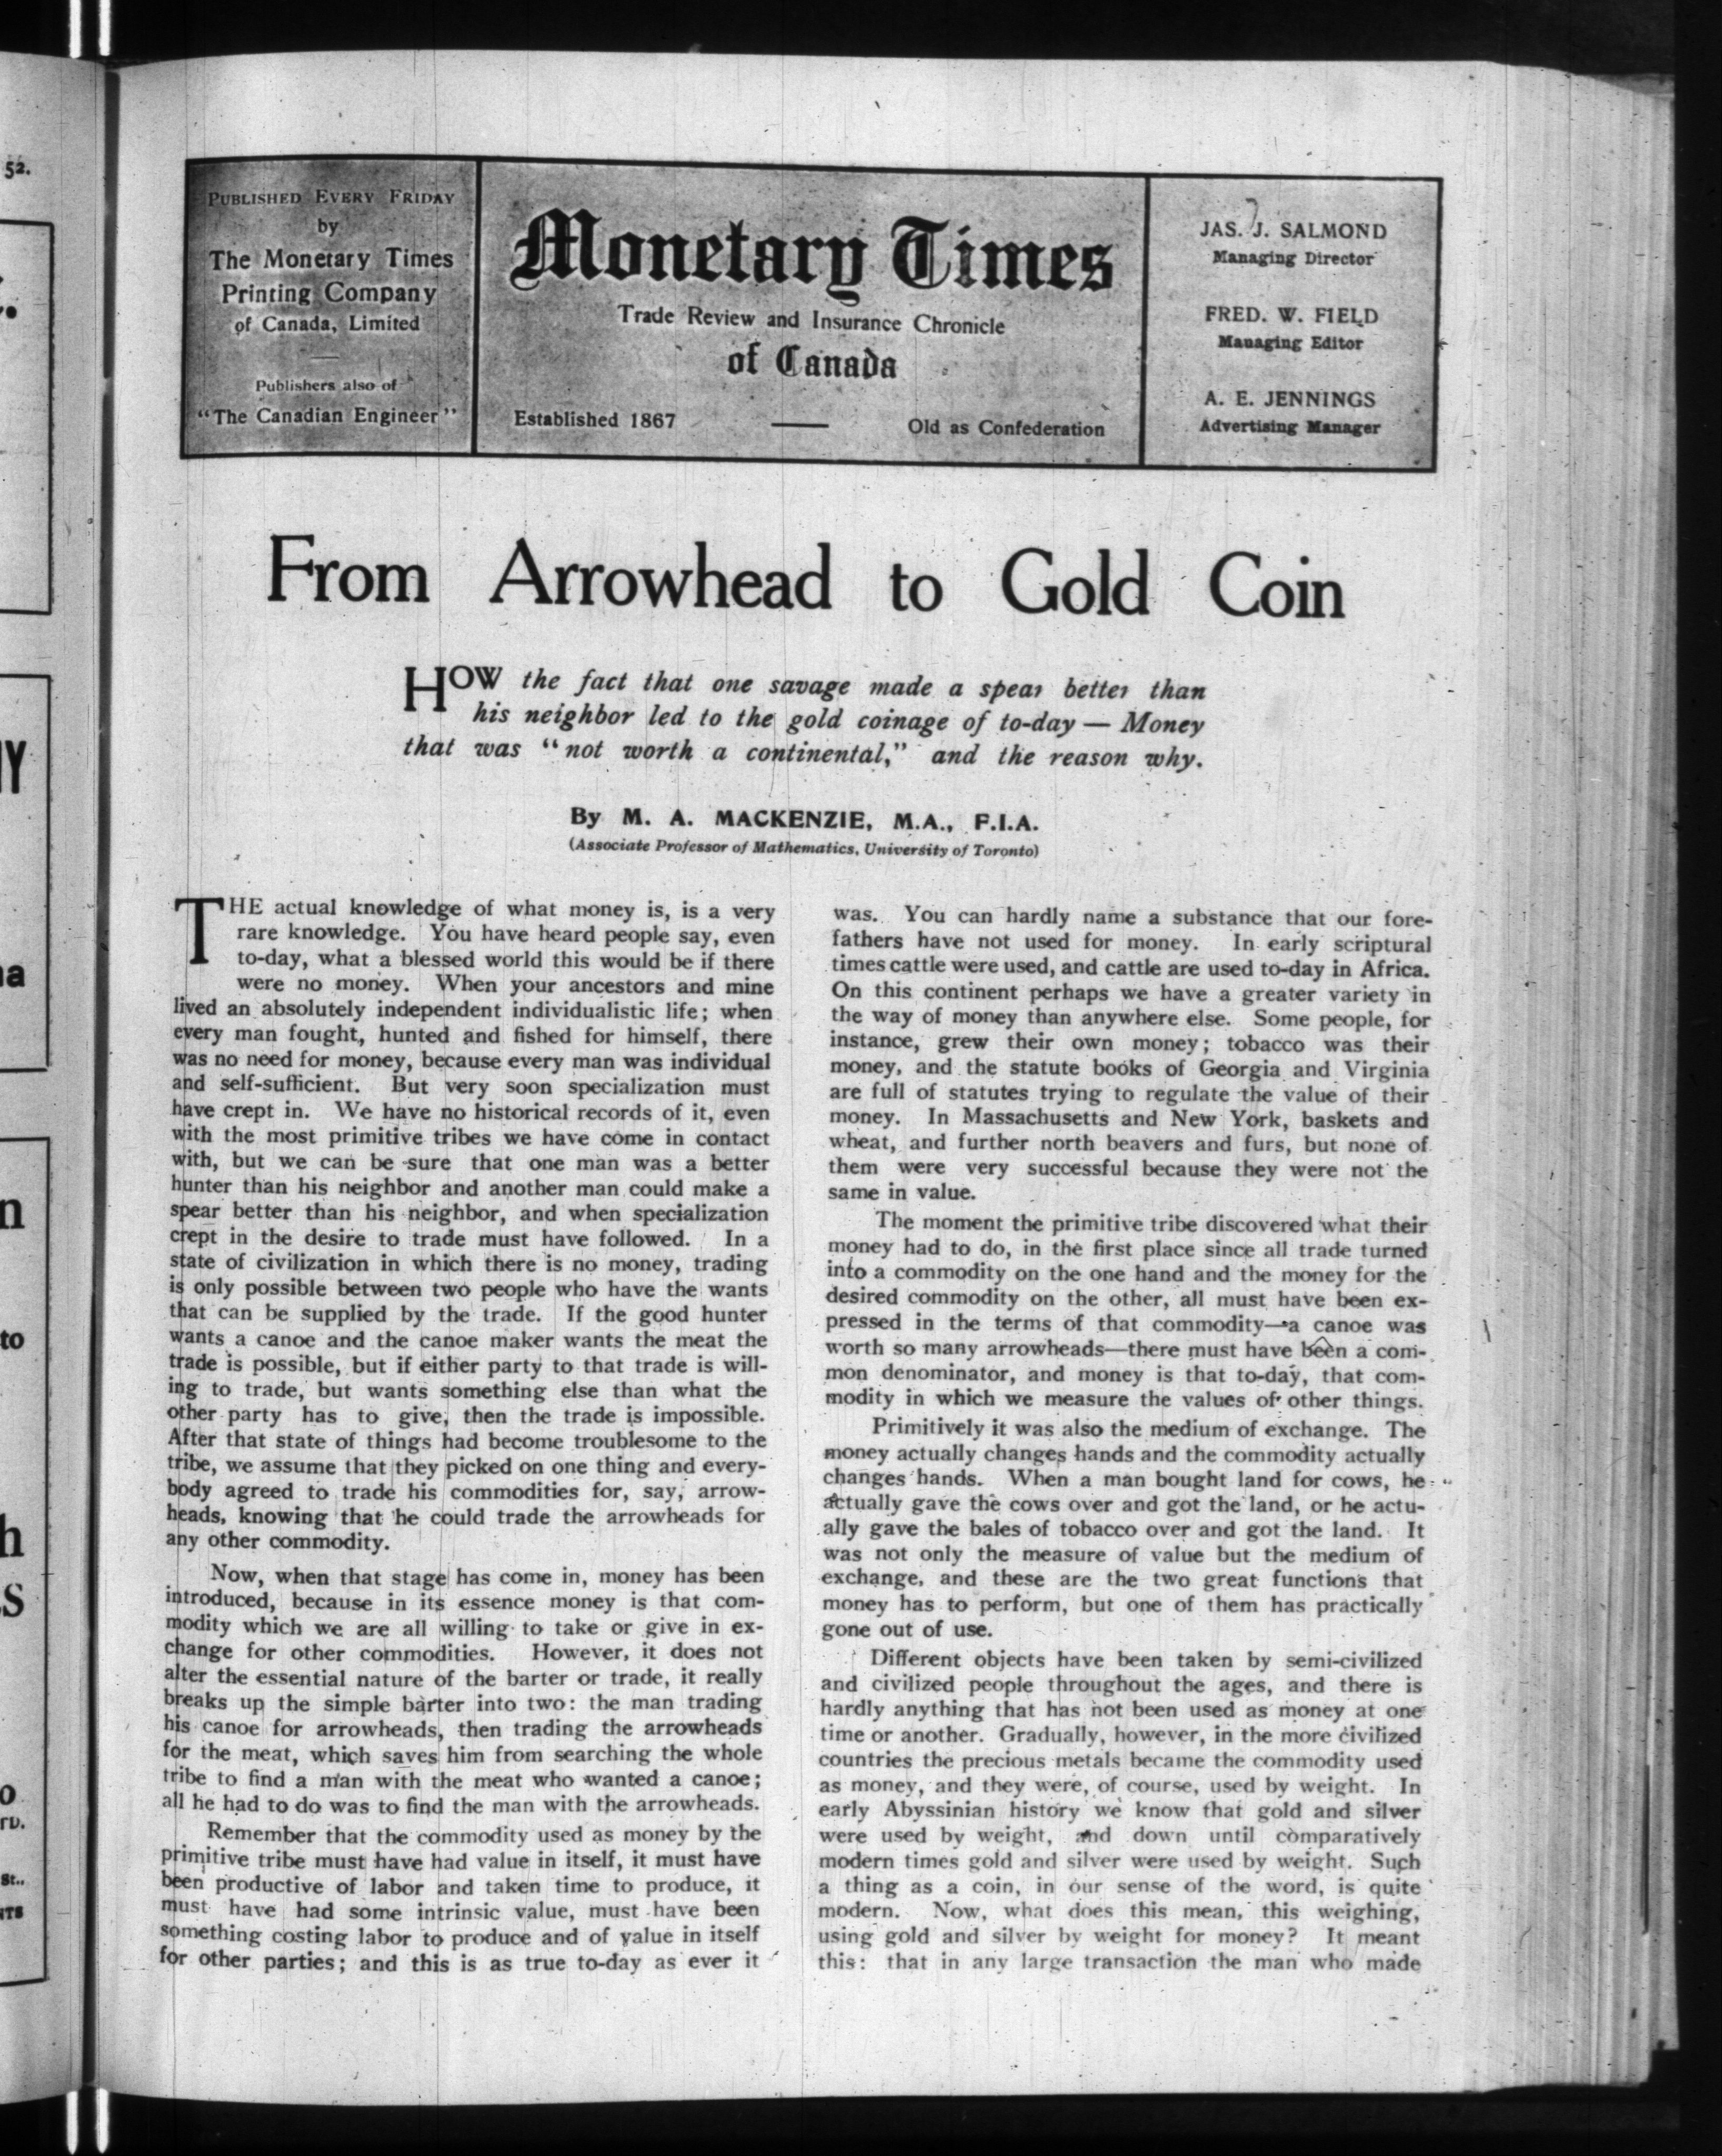 52.
PUBLISHED EVERY FRIDAY
by
The Monetary Times
Printing Company
of Canada, Limited
Publishers also of
"The Canadian Engineer"
Monetary Times
Trade Review and Insurance Chronicle
of Canada
Established 1867
Old as Confederation
JAS. J. SALMOND
Managing Director
FRED. W. FIELD
Managing Editor
A. E. JENNINGS
Advertising Manager
From Arrowhead to Gold Coin
HOW the fact that one savage made a spear better than
his neighbor led to the gold coinage of to-day — Money
that was "not worth a continental," and the reason why.
By M. A. MACKENZIE, M.A., F.I.A.
(Associate Professor of Mathematics, University of Toronto)
THE actual knowledge of what money is, is a very
rare knowledge. You have heard people say, even
to-day, what a blessed world this would be if there
were no money. When your ancestors and mine
lived an absolutely independent individualistic life; when
every man fought, hunted and fished for himself, there
was no need for money, because every man was individual
and self-sufficient. But very soon specialization must
have crept in. We have no historical records of it, even
with the most primitive tribes we have come in contact
with, but we can be sure that one man was a better
hunter than his neighbor and another man could make a
spear better than his neighbor, and when specialization
crept in the desire to trade must have followed. In a
state of civilization in which there is no money, trading
is only possible between two people who have the wants
that can be supplied by the trade. If the good hunter
wants a canoe and the canoe maker wants the meat the
trade is possible, but if either party to that trade is will-
ing to trade, but wants something else than what the
other party has to give, then the trade is impossible.
After that state of things had become troublesome to the
tribe, we assume that they picked on one thing and every-
body agreed to trade his commodities for, say, arrow-
heads, knowing that he could trade the arrowheads for
any other commodity.
Now, when that stage has come in, money has been
introduced, because in its essence money is that com-
modity which we are all willing to take or give in ex-
change for other commodities. However, it does not
alter the essential nature of the barter or trade, it really
breaks up the simple barter into two: the man trading
his canoe for arrowheads, then trading the arrowheads
for the meat, which saves him from searching the whole
tribe to find a man with the meat who wanted a canoe;
all he had to do was to find the man with the arrowheads.
Remember that the commodity used as money by the
primitive tribe must have had value in itself, it must have
been productive of labor and taken time to produce, it
must have had some intrinsic value, must have been
something costing labor to produce and of value in itself
for other parties; and this is as true to-day as ever it
was. You can hardly name a substance that our fore-
fathers have not used for money. In early scriptural
times cattle were used, and cattle are used to-day in Africa.
On this continent perhaps we have a greater variety in
the way of money than anywhere else. Some people, for
instance, grew their own money; tobacco was their
money, and the statute books of Georgia and Virginia
are full of statutes trying to regulate the value of their
money. In Massachusetts and New York, baskets and
wheat, and further north beavers and furs, but none of
them were very successful because they were not the
same in value.
The moment the primitive tribe discovered what their
money had to do, in the first place since all trade turned
into a commodity on the one hand and the money for the
desired commodity on the other, all must have been ex-
pressed in the terms of that commodity—a canoe was
worth so many arrowheads—there must have been a com-
mon denominator, and money is that to-day, that com-
modity in which we measure the values of other things.
Primitively it was also the medium of exchange. The
money actually changes hands and the commodity actually
changes hands. When a man bought land for cows, he
actually gave the cows over and got the land, or he actu-
ally gave the bales of tobacco over and got the land. It
was not only the measure of value but the medium of
exchange, and these are the two great functions that
money has to perform, but one of them has practically
gone out of use.
Different objects have been taken by semi-civilized
and civilized people throughout the ages, and there is
hardly anything that has not been used as money at one
time or another. Gradually, however, in the more civilized
countries the precious metals became the commodity used
as money, and they were, of course, used by weight. In
early Abyssinian history we know that gold and silver
were used by weight, and down until comparatively
modern times gold and silver were used by weight. Such
a thing as a coin, in our sense of the word, is quite
modern. Now, what does this mean, this weighing,
using gold and silver by weight for money? It meant
this: that in any large transaction the man who made